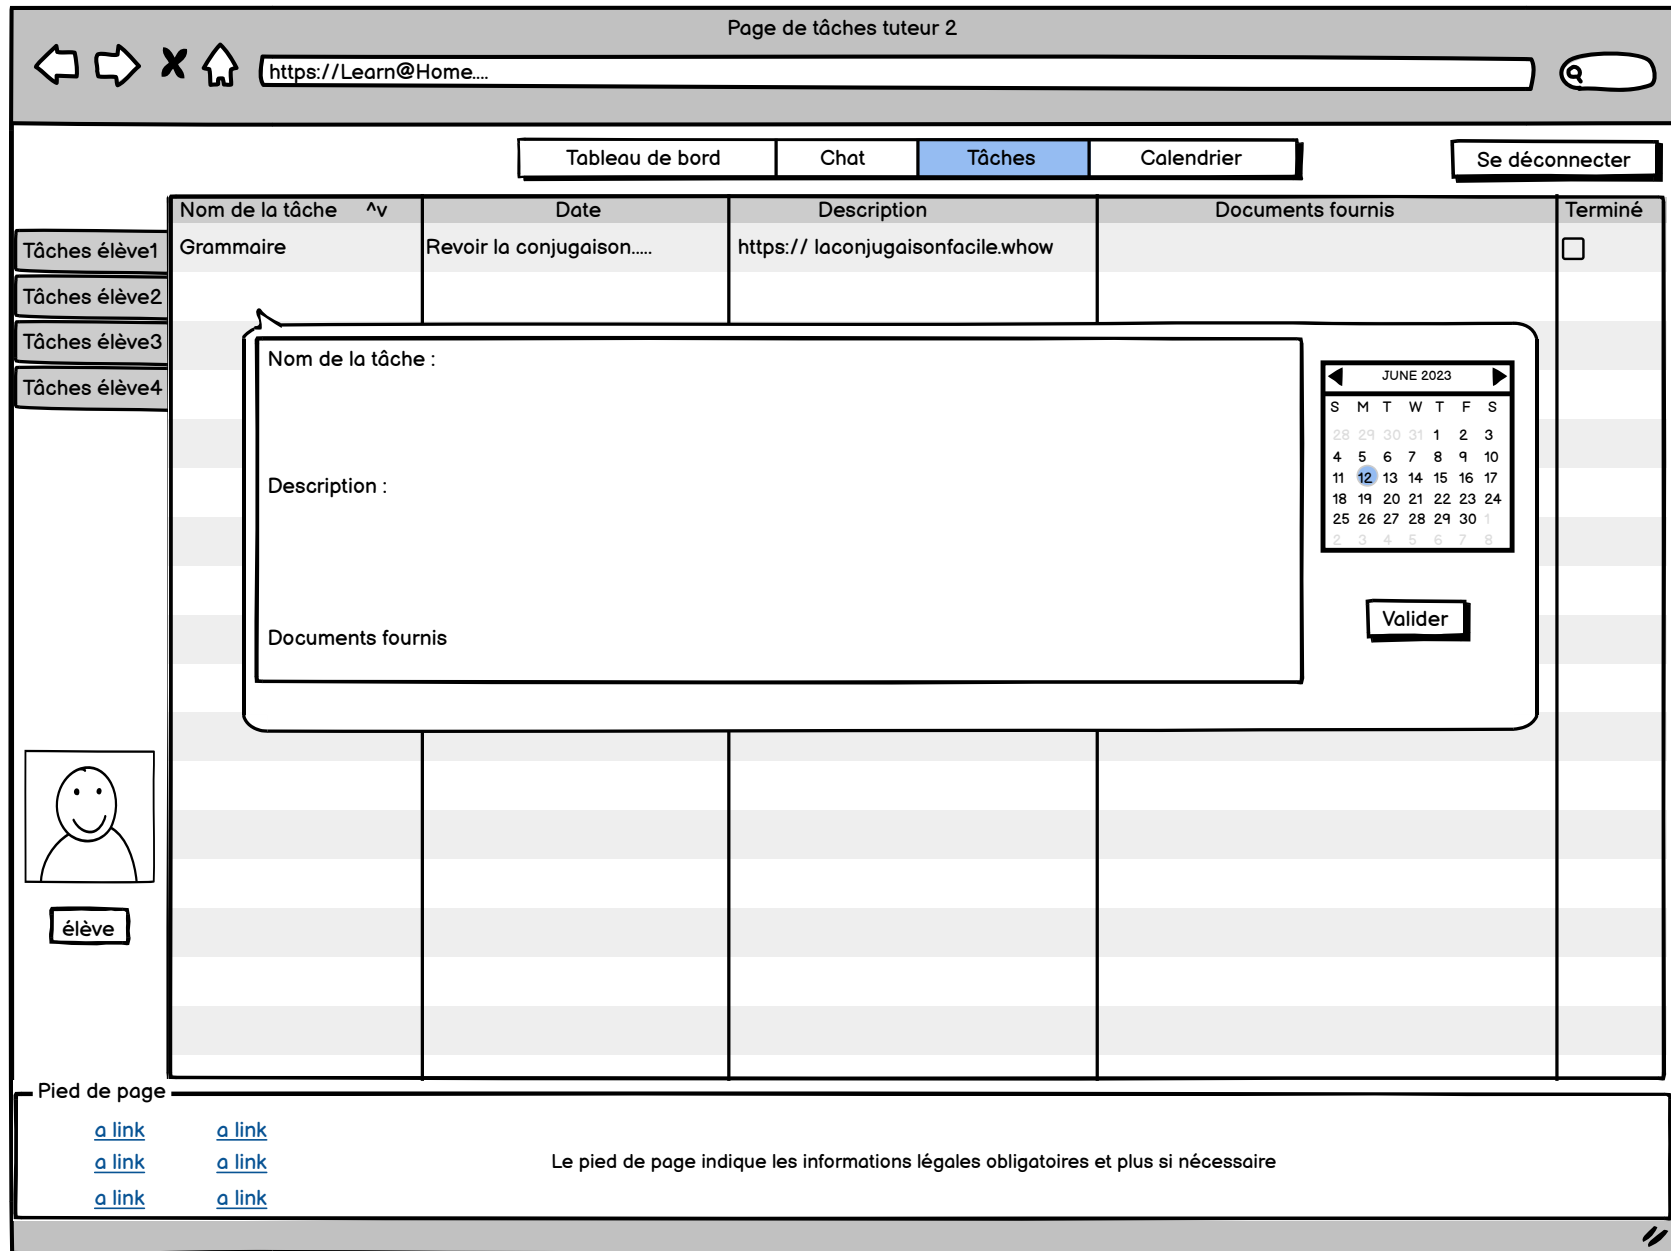 Page de tâches tuteur 2
https://Learn@Home....
Tableau de bord Chat Tâches Calendrier Se déconnecter
Nom de la tâche ^v Date Description Documents fournis Terminé
Grammaire Revoir la conjugaison..... https:// laconjugaisonfacile.whow
Tâches élève1
Tâches élève2
Tâches élève3
Tâches élève4
Nom de la tâche :
Description :
Documents fournis
JUNE 2023
S M T W T F S
28 29 30 31 1 2 3
4 5 6 7 8 9 10
11 12 13 14 15 16 17
18 19 20 21 22 23 24
25 26 27 28 29 30 1
2 3 4 5 6 7 8
Valider
élève
Pied de page
a link a link
a link a link
a link a link
Le pied de page indique les informations légales obligatoires et plus si nécessaire